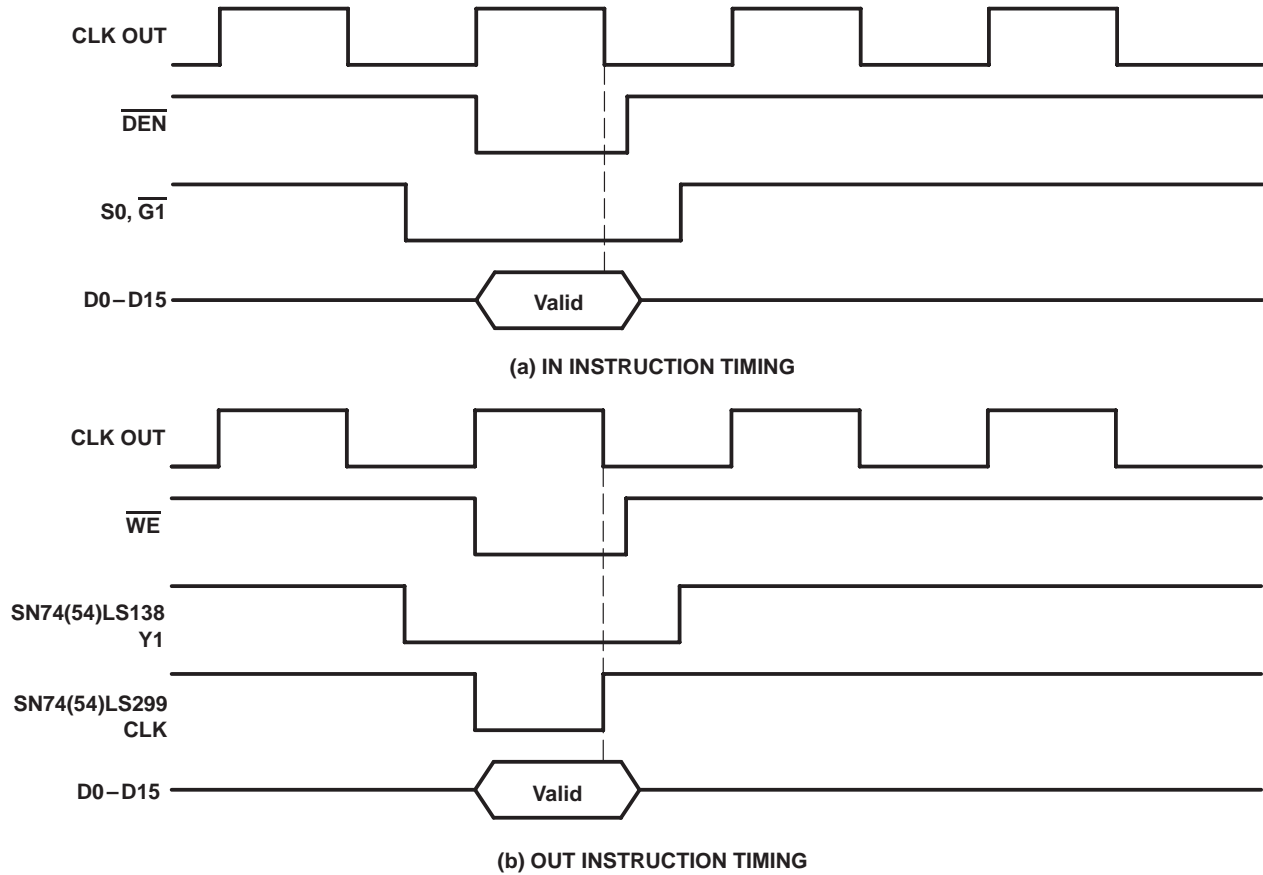 CLK OUT
DEN
S0, G1
D0–D15
Valid
(a) IN INSTRUCTION TIMING
CLK OUT
WE
SN74(54)LS138
Y1
SN74(54)LS299
CLK
D0–D15
Valid
(b) OUT INSTRUCTION TIMING